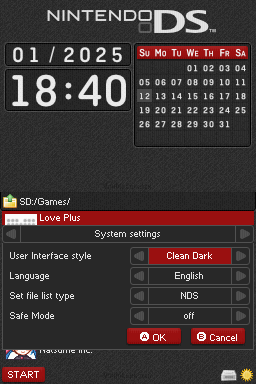 NINTENDO DS™
01/2025
18:40
Su Mo Tu We Th Fr Sa
01 02 03 04
05 06 07 08 09 10 11
12 13 14 15 16 17 18
19 20 21 22 23 24 25
26 27 28 29 30 31
SD:/Games/
Love Plus
System settings
User Interface style Clean Dark
Language English
Set file list type NDS
Safe Mode off
A OK B Cancel
Natsume Inc.
START